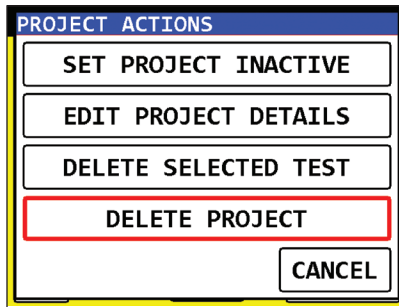 PROJECT ACTIONS
SET PROJECT INACTIVE
EDIT PROJECT DETAILS
DELETE SELECTED TEST
DELETE PROJECT
CANCEL